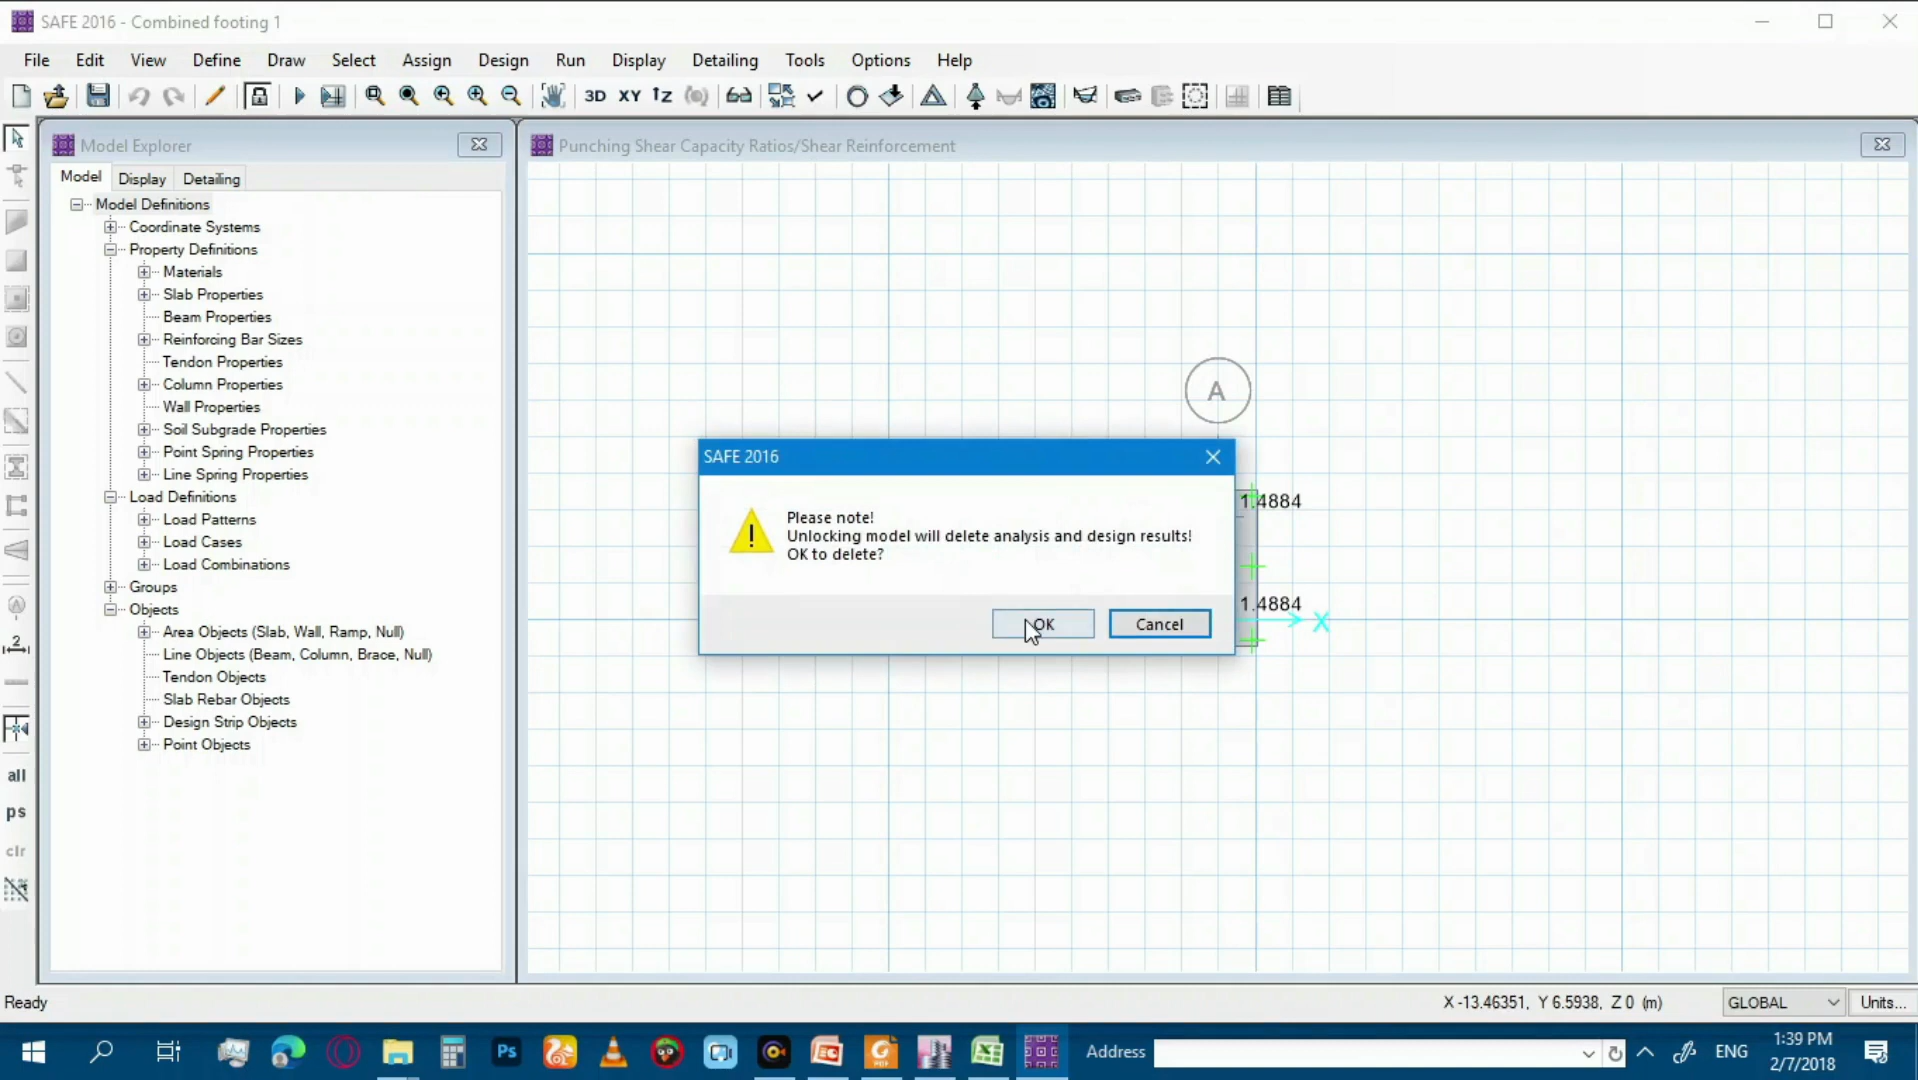 SAFE 2016 - Combined footing 1
File Edit View Define Draw Select Assign Design Run Display Detailing Tools Options Help
3D XY
Model Explorer
Model Display Detailing
Model Definitions
Coordinate Systems
Property Definitions
Materials
Slab Properties
Beam Properties
Reinforcing Bar Sizes
Tendon Properties
Column Properties
Wall Properties
Soil Subgrade Properties
Point Spring Properties
Line Spring Properties
Load Definitions
Load Patterns
Load Cases
Load Combinations
Groups
Objects
Area Objects (Slab, Wall, Ramp, Null)
Line Objects (Beam, Column, Brace, Null)
Tendon Objects
Slab Rebar Objects
Design Strip Objects
Point Objects
all
ps
clr
Punching Shear Capacity Ratios/Shear Reinforcement
A
1.4884
1.4884
X
SAFE 2016
Please note!
Unlocking model will delete analysis and design results!
OK to delete?
OK Cancel
Ready
X -13.46351, Y 6.5938, Z 0 (m)
GLOBAL
Units...
Ps
Address
ENG
1:39 PM
2/7/2018